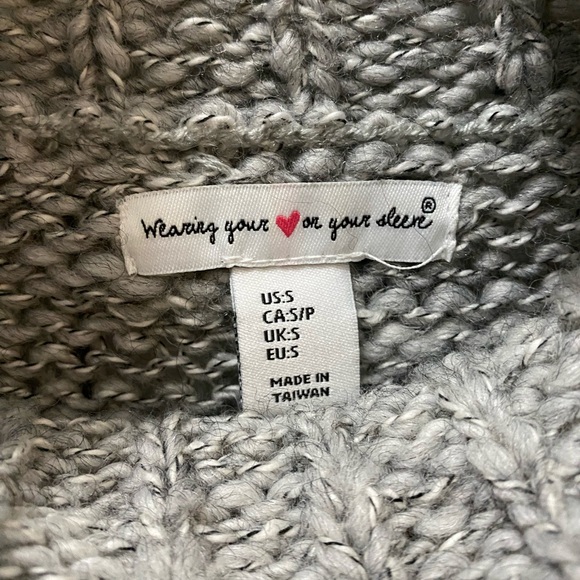 Wearing your ♥ on your sleeve®
US:S
CA:S/P
UK:S
EU:S
MADE IN
TAIWAN